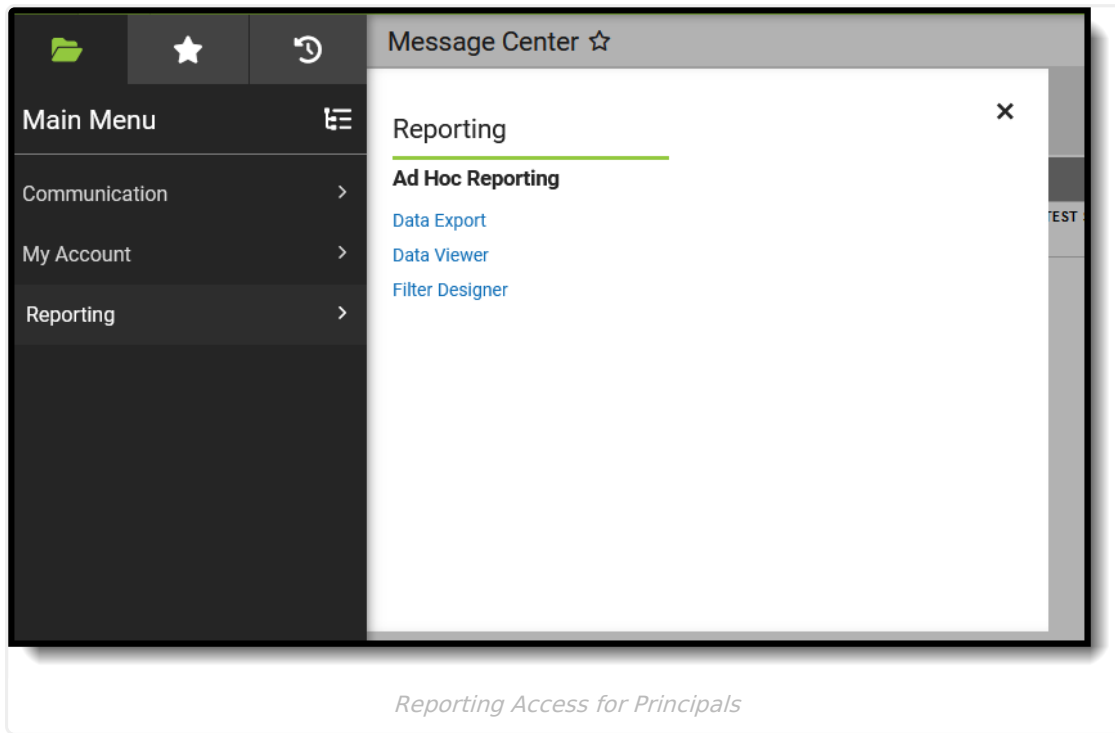 Message Center
Main Menu
Communication
My Account
Reporting
Reporting
Ad Hoc Reporting
Data Export
Data Viewer
Filter Designer
TEST
Reporting Access for Principals